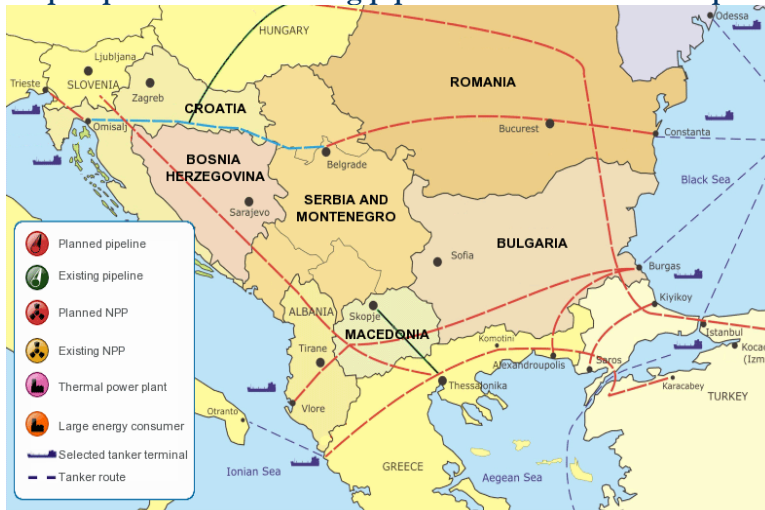 Odessa
HUNGARY
Ljubljana
Trieste
SLOVENIA
Zagreb
ROMANIA
CROATIA
Omisalj
Bucurest
Constanta
BOSNIA
HERZEGOVINA
Belgrade
Black Sea
Sarajevo
SERBIA AND
MONTENEGRO
BULGARIA
Sofia
Burgas
Planned pipeline
Existing pipeline
Planned NPP
Existing NPP
Thermal power plant
Large energy consumer
Selected tanker terminal
Tanker route
Kiyikoy
ALBANIA
Skopje
MACEDONIA
Istanbul
Komotini
Kocac
(Izm
Tirane
Alexandroupolis
Saros
Thessalonika
Karacabey
TURKEY
Vlore
Otranto
Ionian Sea
GREECE
Aegean Sea